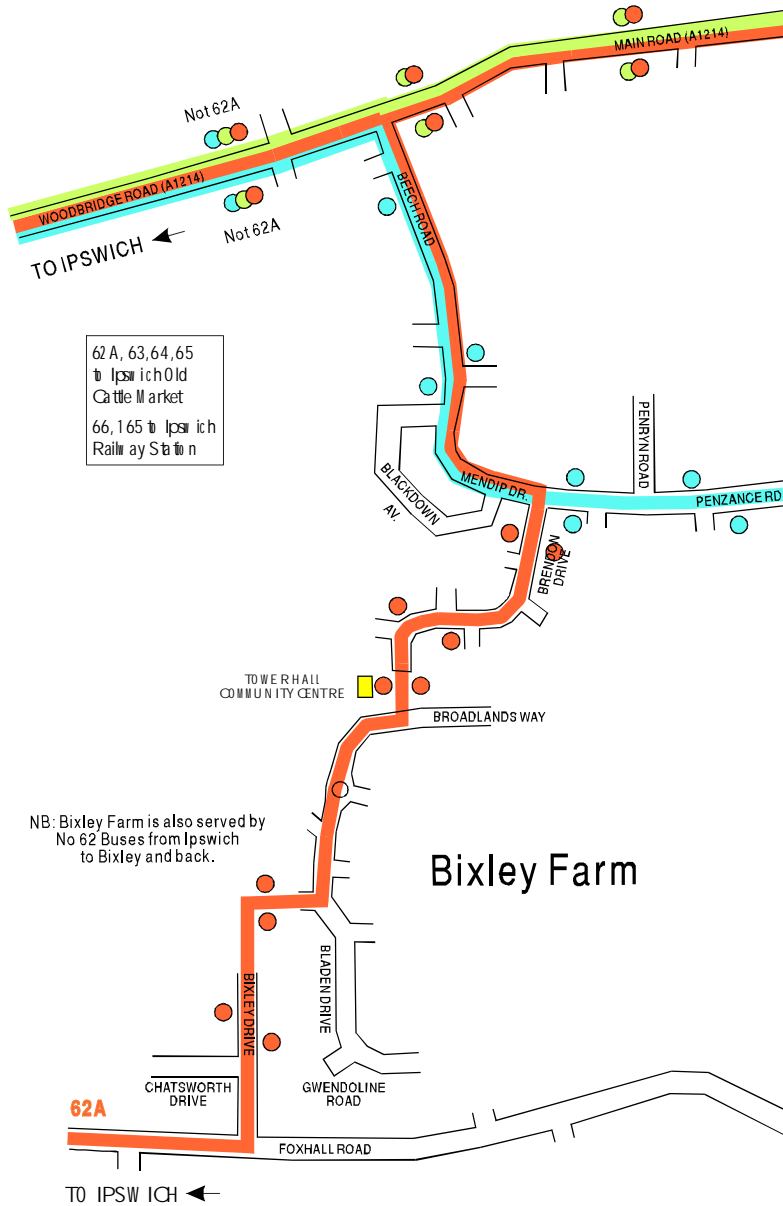 MAIN ROAD (A1214)
Not 62A
WOODBRIDGE ROAD (A1214)
BEECH ROAD
Not 62A
TO IPSWICH
62A, 63,64,65
to Ipswich Old
Cattle Market
66, 165 to Ipswich
Railway Station
PENRYN ROAD
BLACKDOWN
AV.
MENDIP DR.
PENZANCE RD
BRENDON
DRIVE
TOWER HALL
COMMUNITY CENTRE
BROADLANDS WAY
NB: Bixley Farm is also served by
No 62 Buses from Ipswich
to Bixley and back.
Bixley Farm
BIXLEY DRIVE
BLADEN DRIVE
CHATSWORTH
DRIVE
GWENDOLINE
ROAD
62A
FOXHALL ROAD
TO IPSWICH